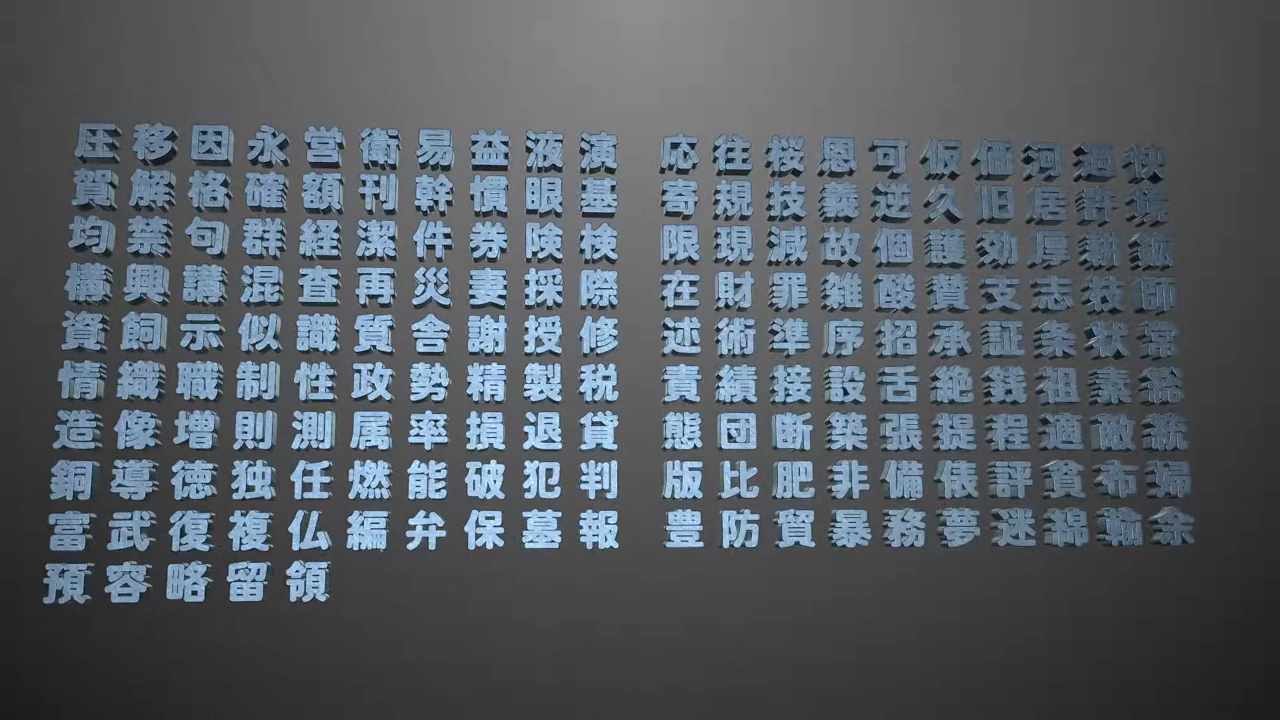 圧移因永営衛易益液演 応往桜恩可仮価河過快
賀解格確額刊幹慣眼基 寄規技義逆久旧居許境
均禁句群経潔件券険検 限現減故個護効厚耕鉱
構興講混査再災妻採際 在財罪雑酸賛支志枝師
資飼示似識質舎謝授修 述術準序招承証条状常
情織職制性政勢精製税 責績接設舌絶銭祖素総
造像増則測属率損退貸 態団断築張提程適敵統
銅導徳独任燃能破犯判 版比肥非備俵評貧布婦
富武復複仏編弁保墓報 豊防貿暴務夢迷綿輸余
預容略留領